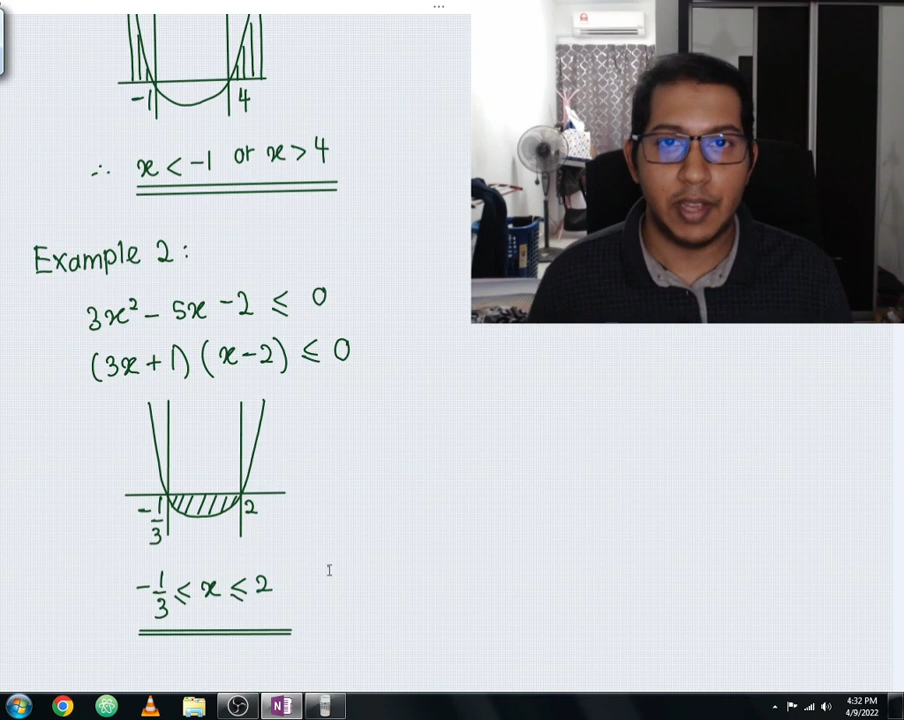 -1
4
∴ x < -1 or x > 4
Example 2:
3x² - 5x - 2 ≤ 0
(3x + 1)(x - 2) ≤ 0
-1/3
2
-1/3 ≤ x ≤ 2
4:32 PM
4/9/2022